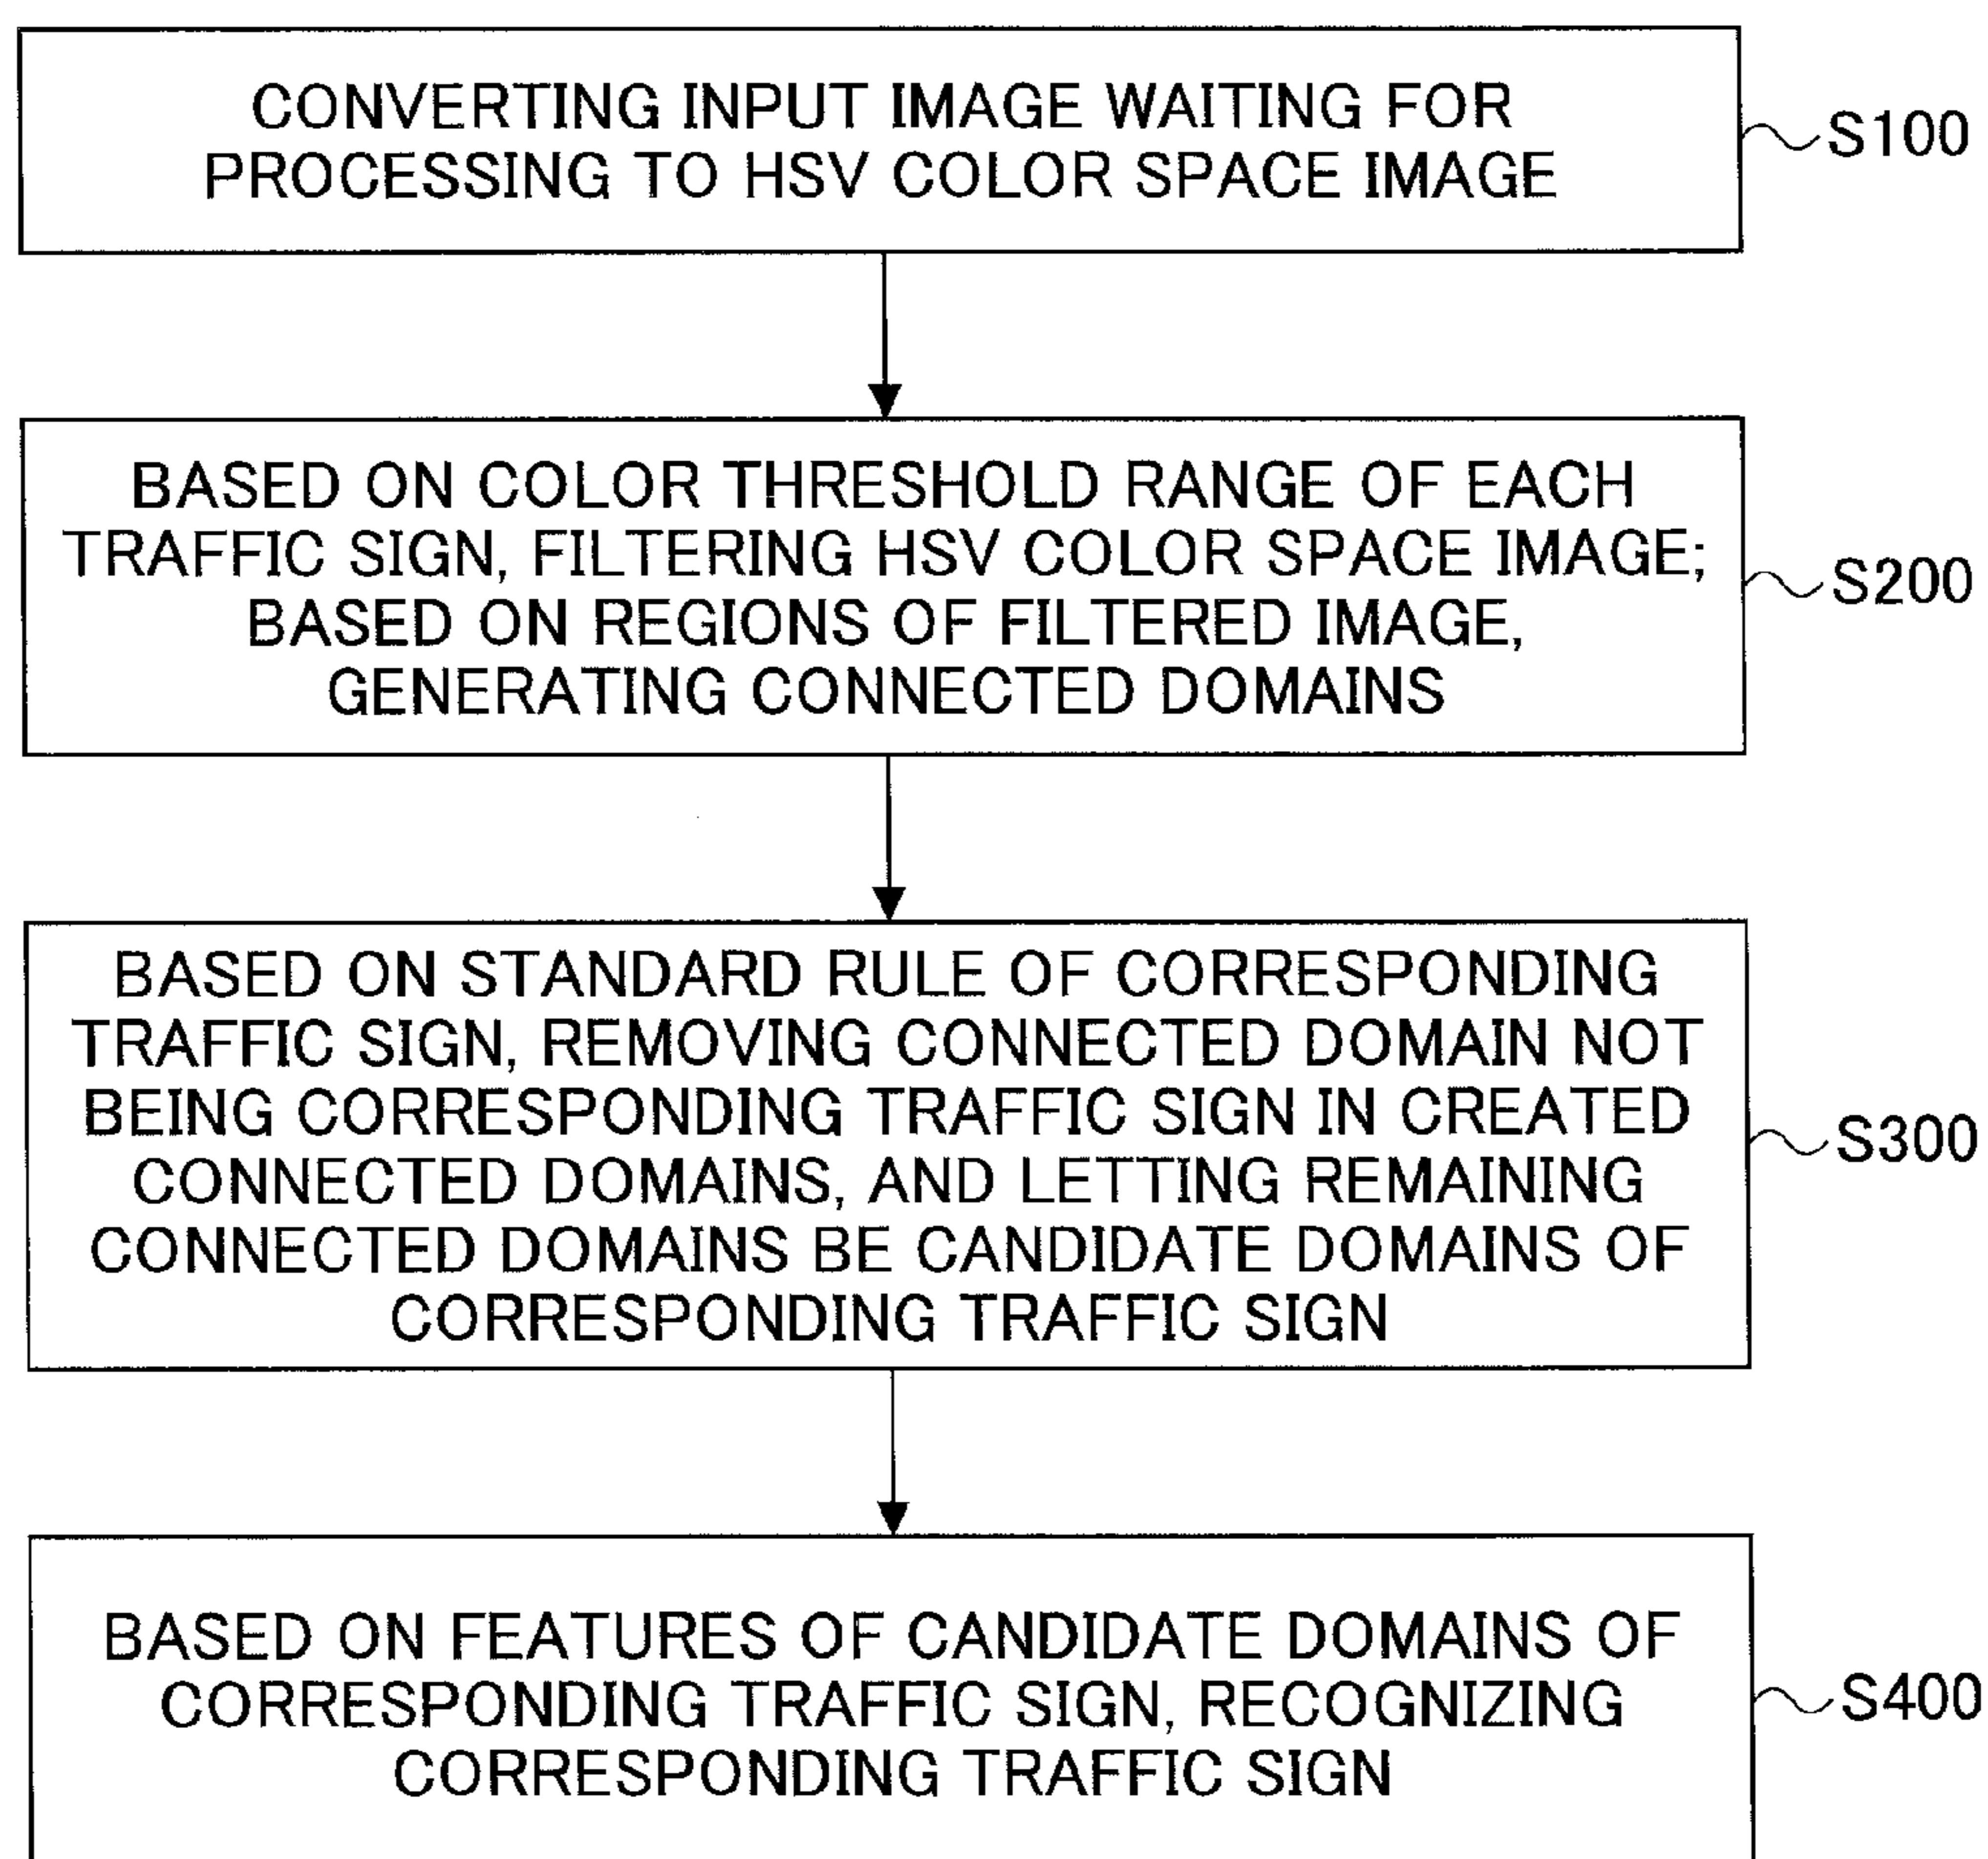 CONVERTING INPUT IMAGE WAITING FOR
PROCESSING TO HSV COLOR SPACE IMAGE
S100
BASED ON COLOR THRESHOLD RANGE OF EACH
TRAFFIC SIGN, FILTERING HSV COLOR SPACE IMAGE;
BASED ON REGIONS OF FILTERED IMAGE,
GENERATING CONNECTED DOMAINS
S200
BASED ON STANDARD RULE OF CORRESPONDING
TRAFFIC SIGN, REMOVING CONNECTED DOMAIN NOT
BEING CORRESPONDING TRAFFIC SIGN IN CREATED
CONNECTED DOMAINS, AND LETTING REMAINING
CONNECTED DOMAINS BE CANDIDATE DOMAINS OF
CORRESPONDING TRAFFIC SIGN
S300
BASED ON FEATURES OF CANDIDATE DOMAINS OF
CORRESPONDING TRAFFIC SIGN, RECOGNIZING
CORRESPONDING TRAFFIC SIGN
S400